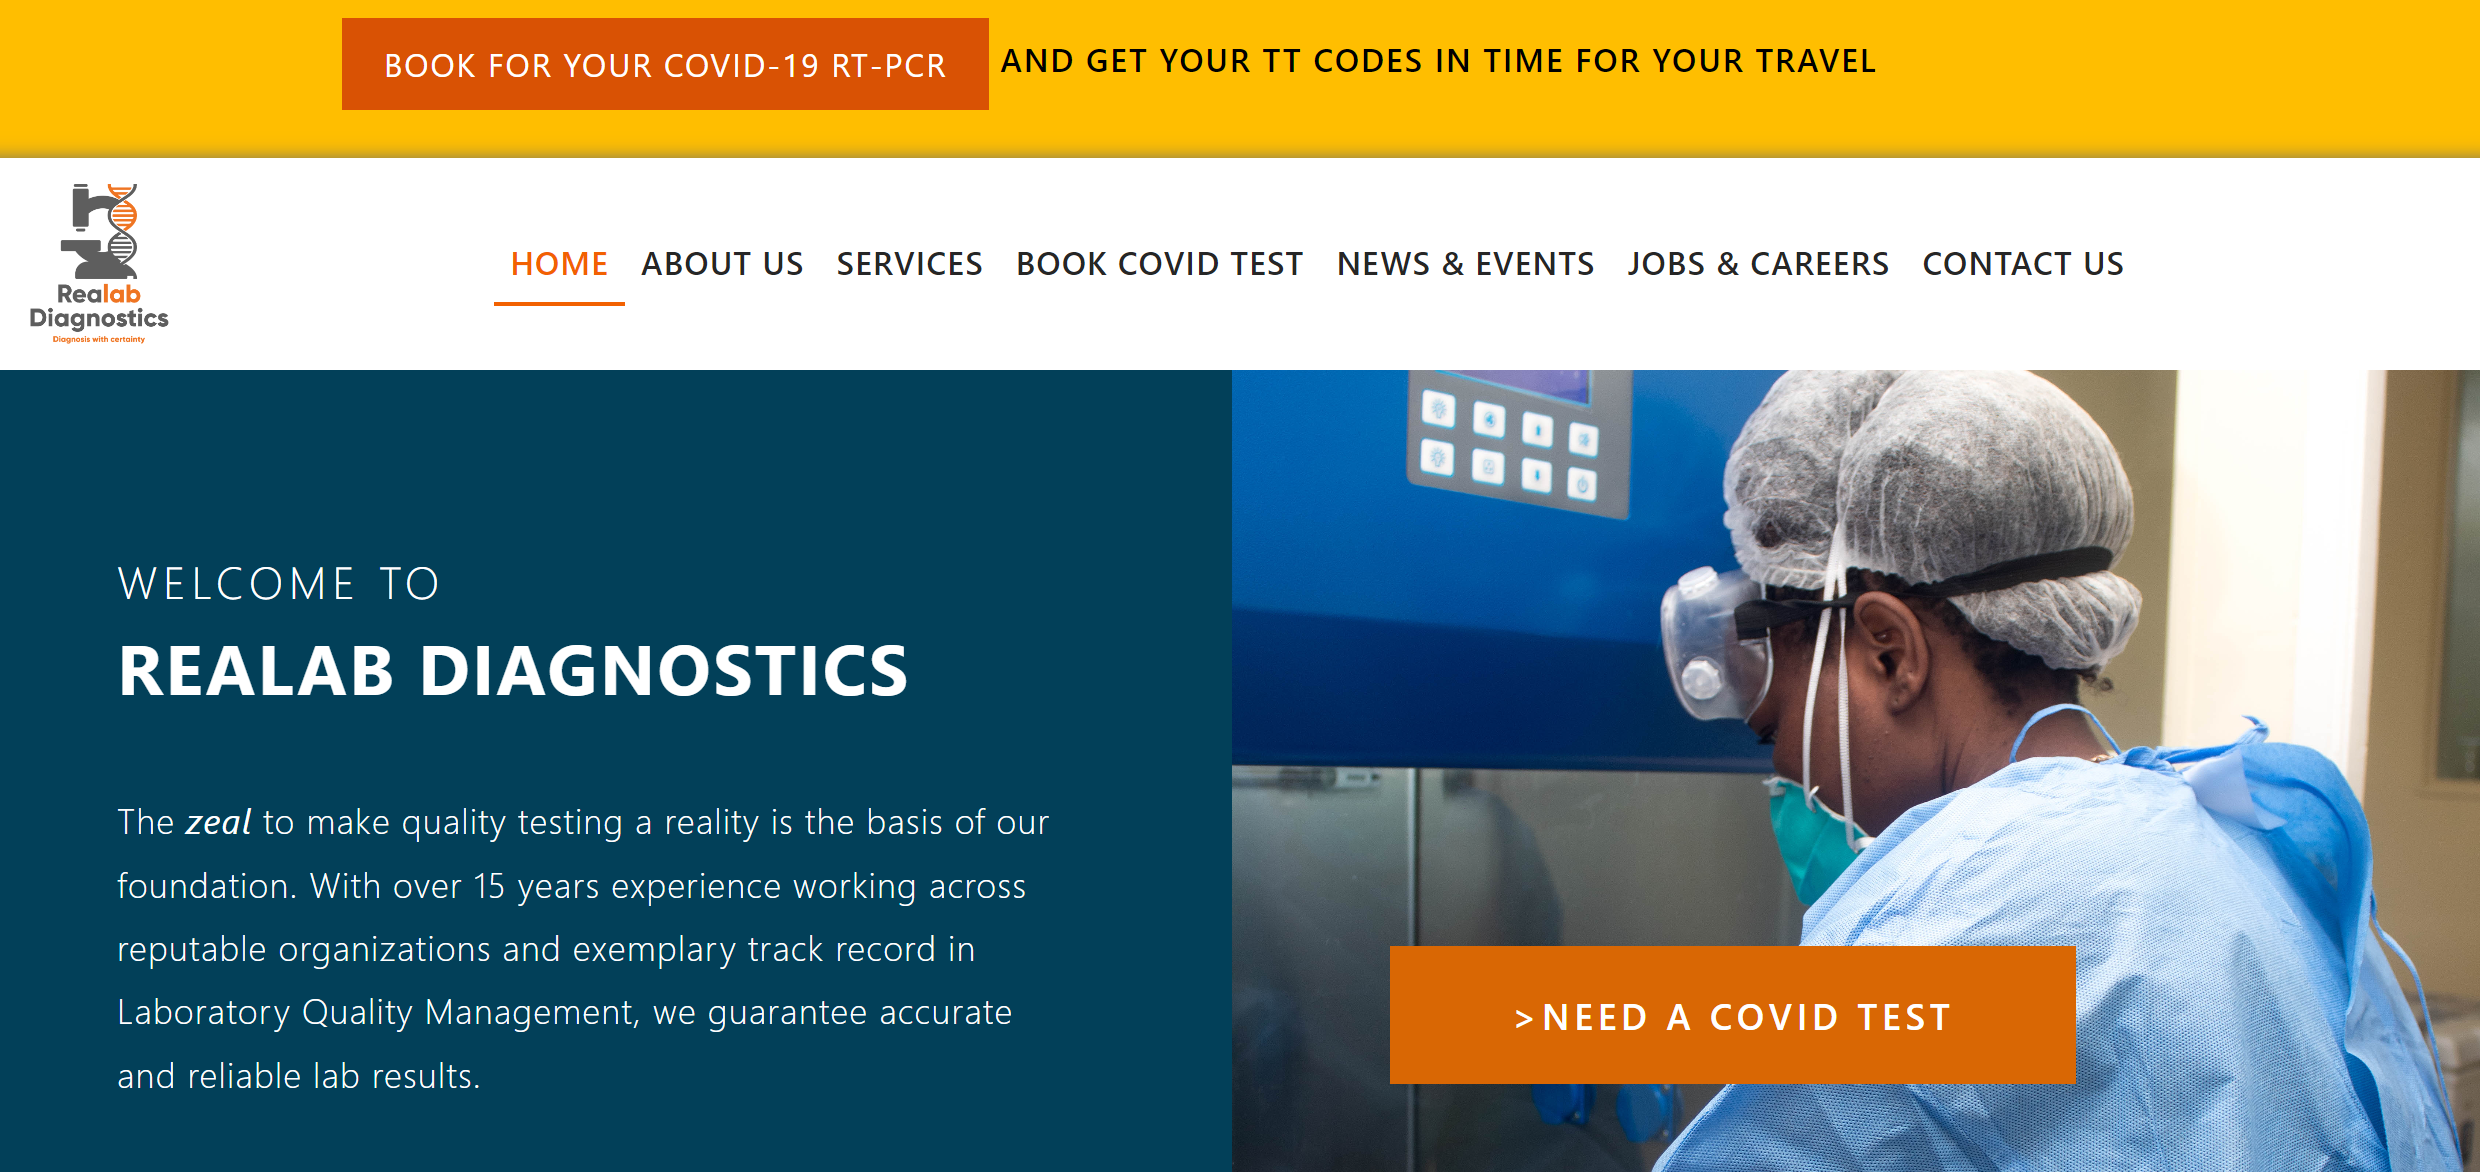 BOOK FOR YOUR COVID-19 RT-PCR AND GET YOUR TT CODES IN TIME FOR YOUR TRAVEL
Realab
Diagnostics
Diagnosis with certainty
HOME ABOUT US SERVICES BOOK COVID TEST NEWS & EVENTS JOBS & CAREERS CONTACT US
WELCOME TO
REALAB DIAGNOSTICS
The zeal to make quality testing a reality is the basis of our
foundation. With over 15 years experience working across
reputable organizations and exemplary track record in
Laboratory Quality Management, we guarantee accurate
and reliable lab results.
>NEED A COVID TEST